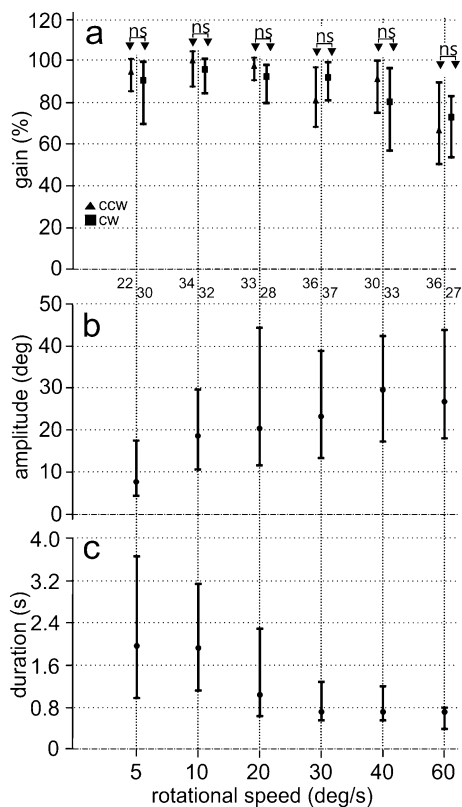 a
ns ns ns ns ns ns
120
100
80
60
40
20
0
gain (%)
CCW
CW
22 30 34 32 33 28 36 37 30 33 36 27
b
50
40
30
20
10
0
amplitude (deg)
c
4.0
3.2
2.4
1.6
0.8
0
duration (s)
5 10 20 30 40 60
rotational speed (deg/s)